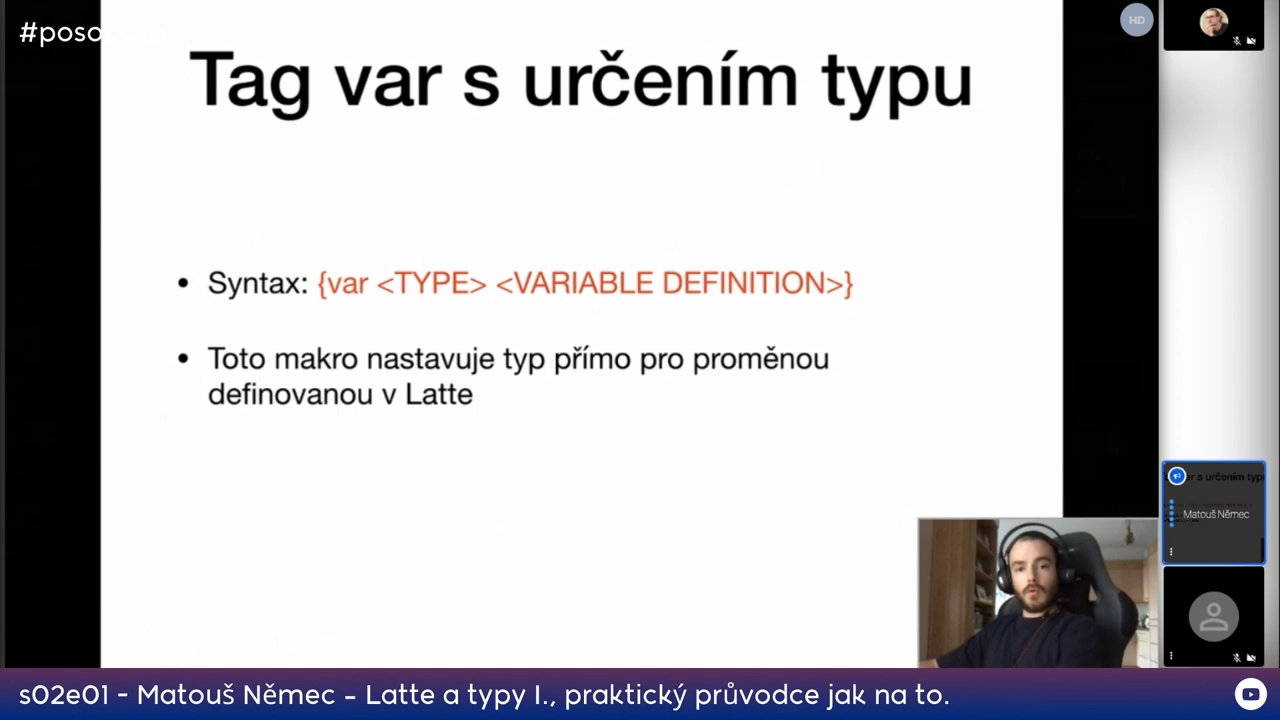 HD
Tag var s určením typu
• Syntax: {var <TYPE> <VARIABLE DEFINITION>}
• Toto makro nastavuje typ přímo pro proměnou
definovanou v Latte
Matouš Němec
s02e01 - Matouš Němec - Latte a typy I., praktický průvodce jak na to.